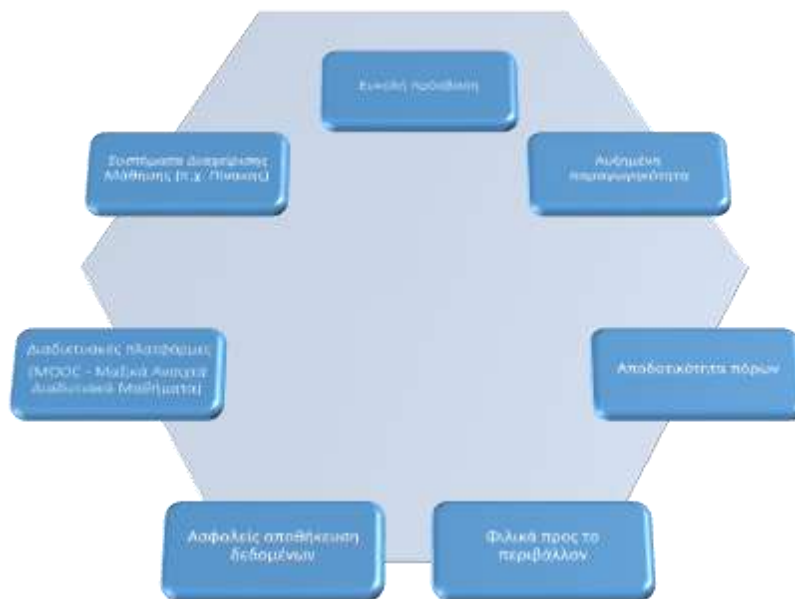 Εύκολη πρόσβαση
Αυξημένη
παραγωγικότητα
Αποδοτικότητα πόρων
Φιλικά προς το
περιβάλλον
Ασφαλείς αποθήκευση
δεδομένων
Διαδικτυακές πλατφόρμες
(MOOC - Μαζικά Ανοιχτά
Διαδικτυακά Μαθήματα)
Συστήματα Διαχείρισης
Μάθησης (π.χ. Πίνακας)